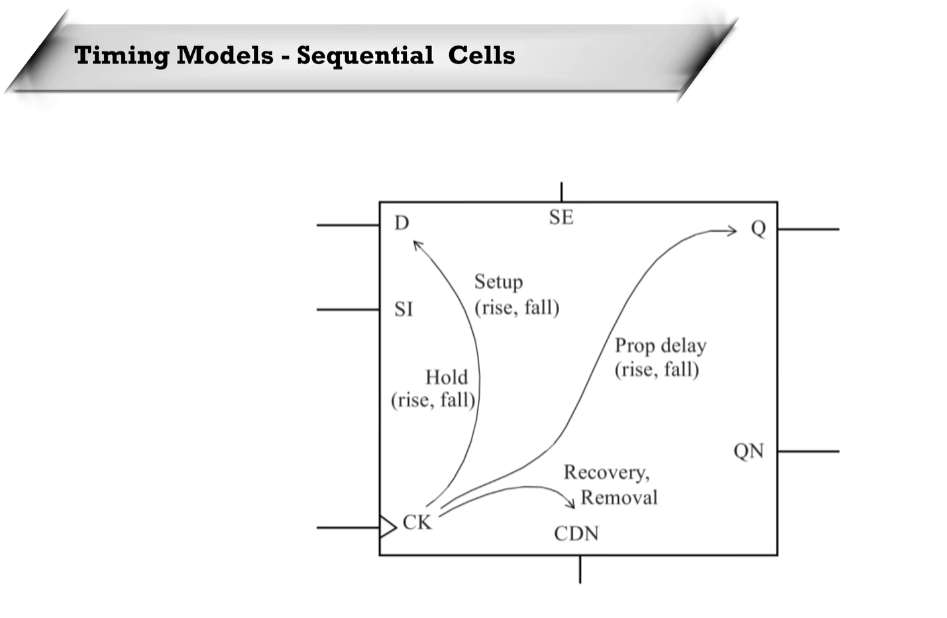 Timing Models - Sequential Cells
SE
D
Q
Setup
(rise, fall)
SI
Prop delay
(rise, fall)
Hold
(rise, fall)
QN
Recovery,
Removal
CK
CDN